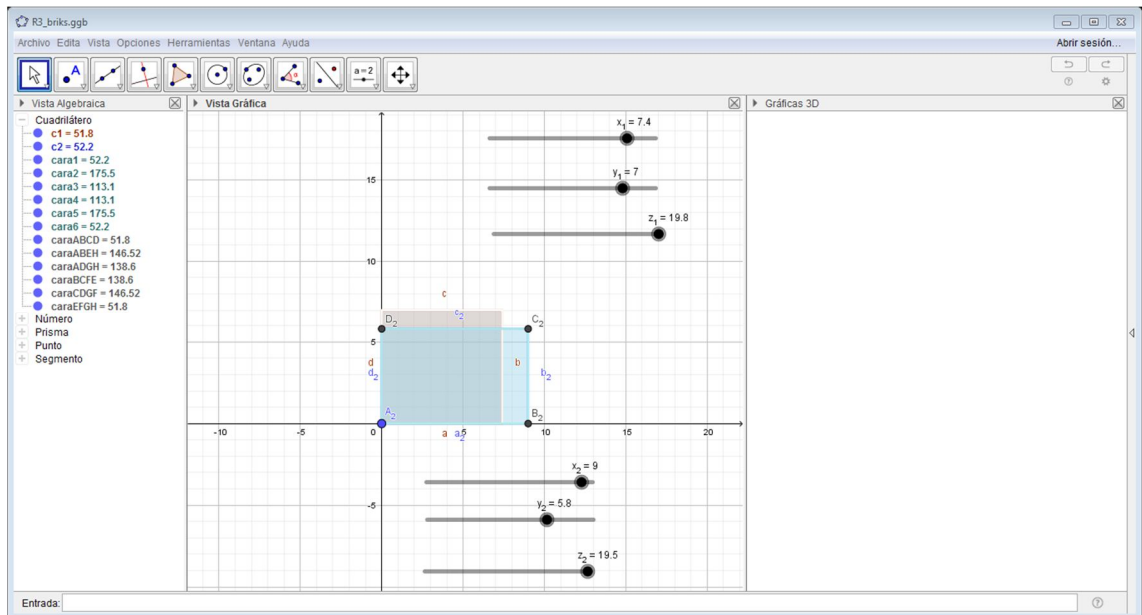 R3_briks.ggb
Archivo Edita Vista Opciones Herramientas Ventana Ayuda
Abrir sesión...
A
a=2
Vista Algebraica
Cuadrilátero
c1 = 51.8
c2 = 52.2
cara1 = 52.2
cara2 = 175.5
cara3 = 113.1
cara4 = 113.1
cara5 = 175.5
cara6 = 52.2
caraABCD = 51.8
caraABEH = 146.52
caraADGH = 138.6
caraBCFE = 138.6
caraCDGF = 146.52
caraEFGH = 51.8
Número
Prisma
Punto
Segmento
Vista Gráfica
x₁ = 7.4
y₁ = 7
z₁ = 19.8
15
10
c
c₂
D₂
C₂
5
d
d₂
b
b₂
A₂
B₂
-10
-5
0
5
10
15
20
a
a₂
x₂ = 9
y₂ = 5.8
-5
z₂ = 19.5
Gráficas 3D
Entrada: